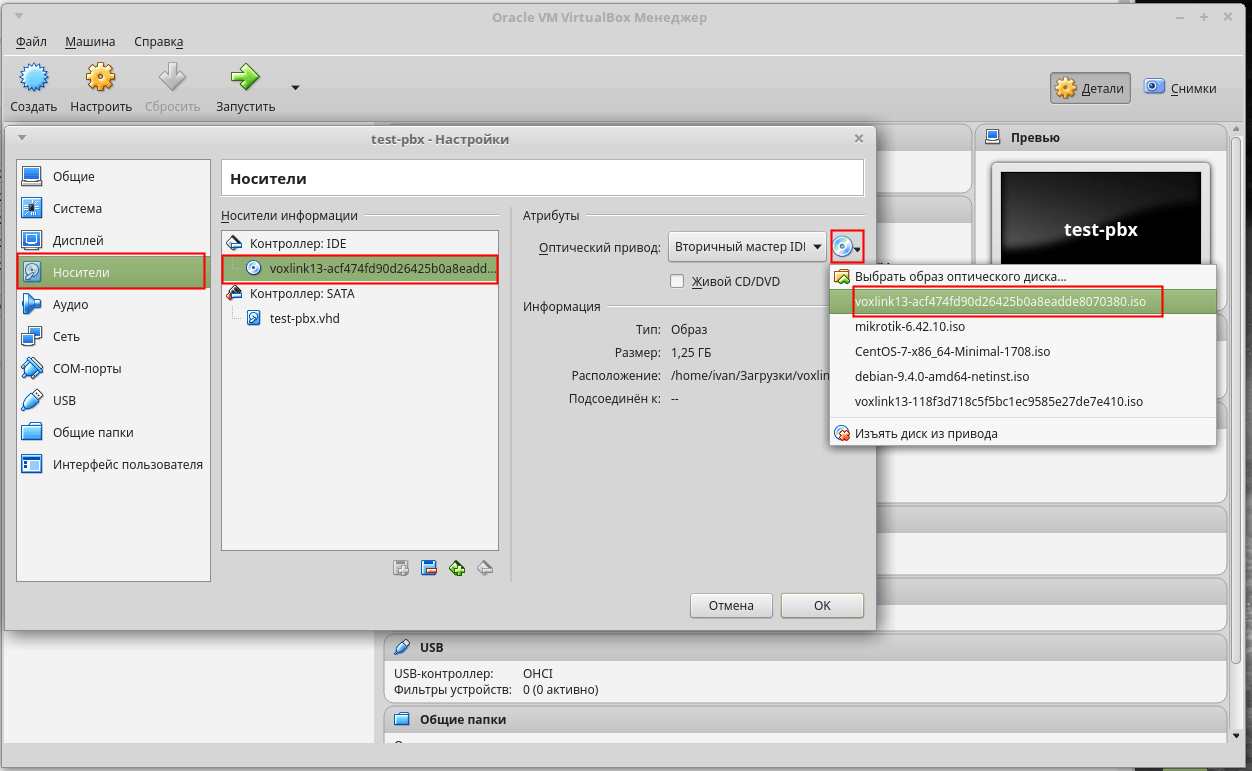 Oracle VM VirtualBox Менеджер
Файл Машина Справка
Создать Настроить Сбросить Запустить
Детали Снимки
test-pbx - Настройки
Превью
test-pbx
Общие
Система
Дисплей
Носители
Аудио
Сеть
COM-порты
USB
Общие папки
Интерфейс пользователя
Носители
Носители информации
Контроллер: IDE
voxlink13-acf474fd90d26425b0a8eadd...
Контроллер: SATA
test-pbx.vhd
Атрибуты
Оптический привод: Вторичный мастер IDI
Живой CD/DVD
Информация
Тип: Образ
Размер: 1,25 ГБ
Расположение: /home/ivan/Загрузки/voxlin
Подсоединён к: --
Выбрать образ оптического диска...
voxlink13-acf474fd90d26425b0a8eadde8070380.iso
mikrotik-6.42.10.iso
CentOS-7-x86_64-Minimal-1708.iso
debian-9.4.0-amd64-netinst.iso
voxlink13-118f3d718c5f5bc1ec9585e27de7e410.iso
Изъять диск из привода
Отмена OK
USB
USB-контроллер: OHCI
Фильтры устройств: 0 (0 активно)
Общие папки